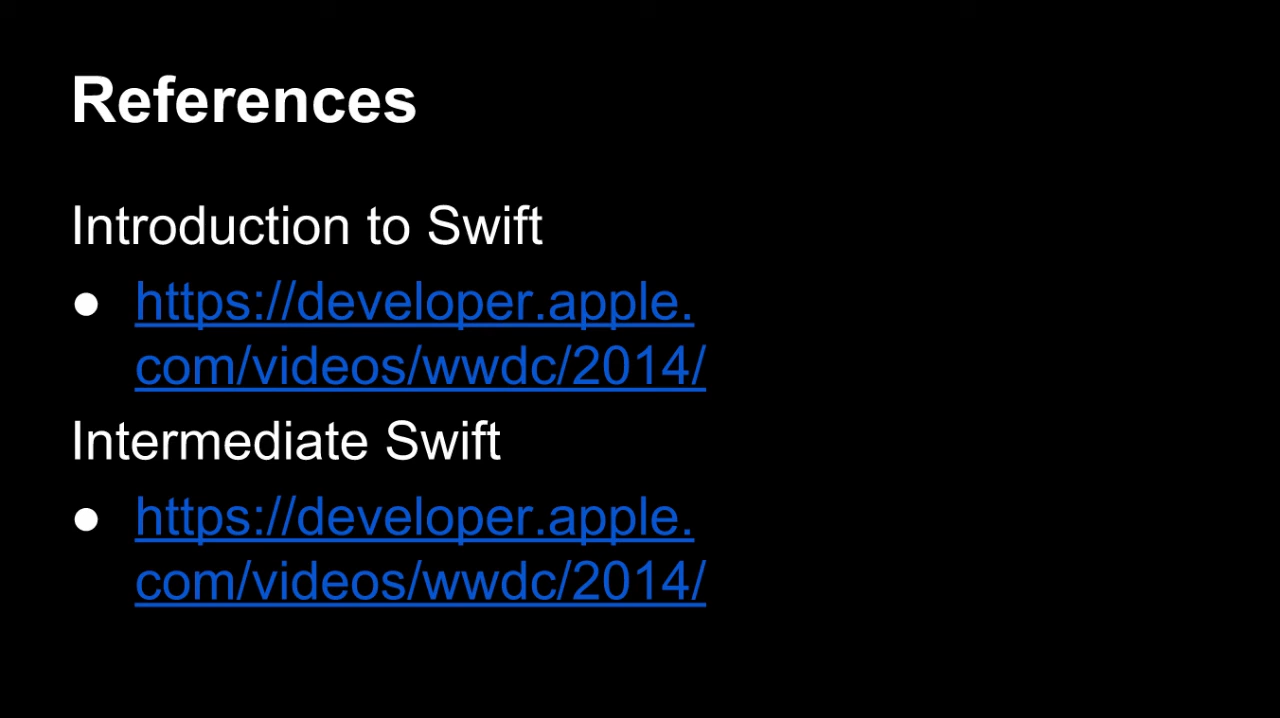 References
Introduction to Swift
● https://developer.apple.
com/videos/wwdc/2014/
Intermediate Swift
● https://developer.apple.
com/videos/wwdc/2014/